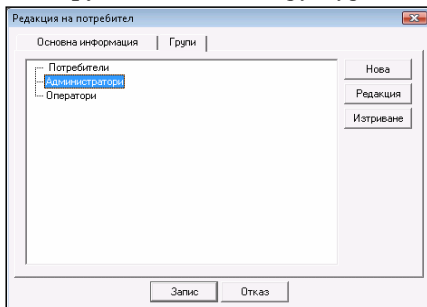 Редакция на потребител
Основна информация Групи
Потребители
Администратори
Оператори
Нова
Редакция
Изтриване
Запис Отказ